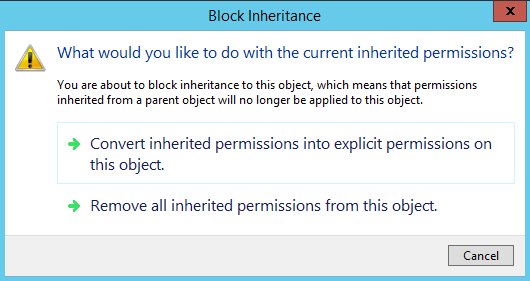 Block Inheritance
x
What would you like to do with the current inherited permissions?
You are about to block inheritance to this object, which means that permissions
inherited from a parent object will no longer be applied to this object.
Convert inherited permissions into explicit permissions on
this object.
Remove all inherited permissions from this object.
Cancel